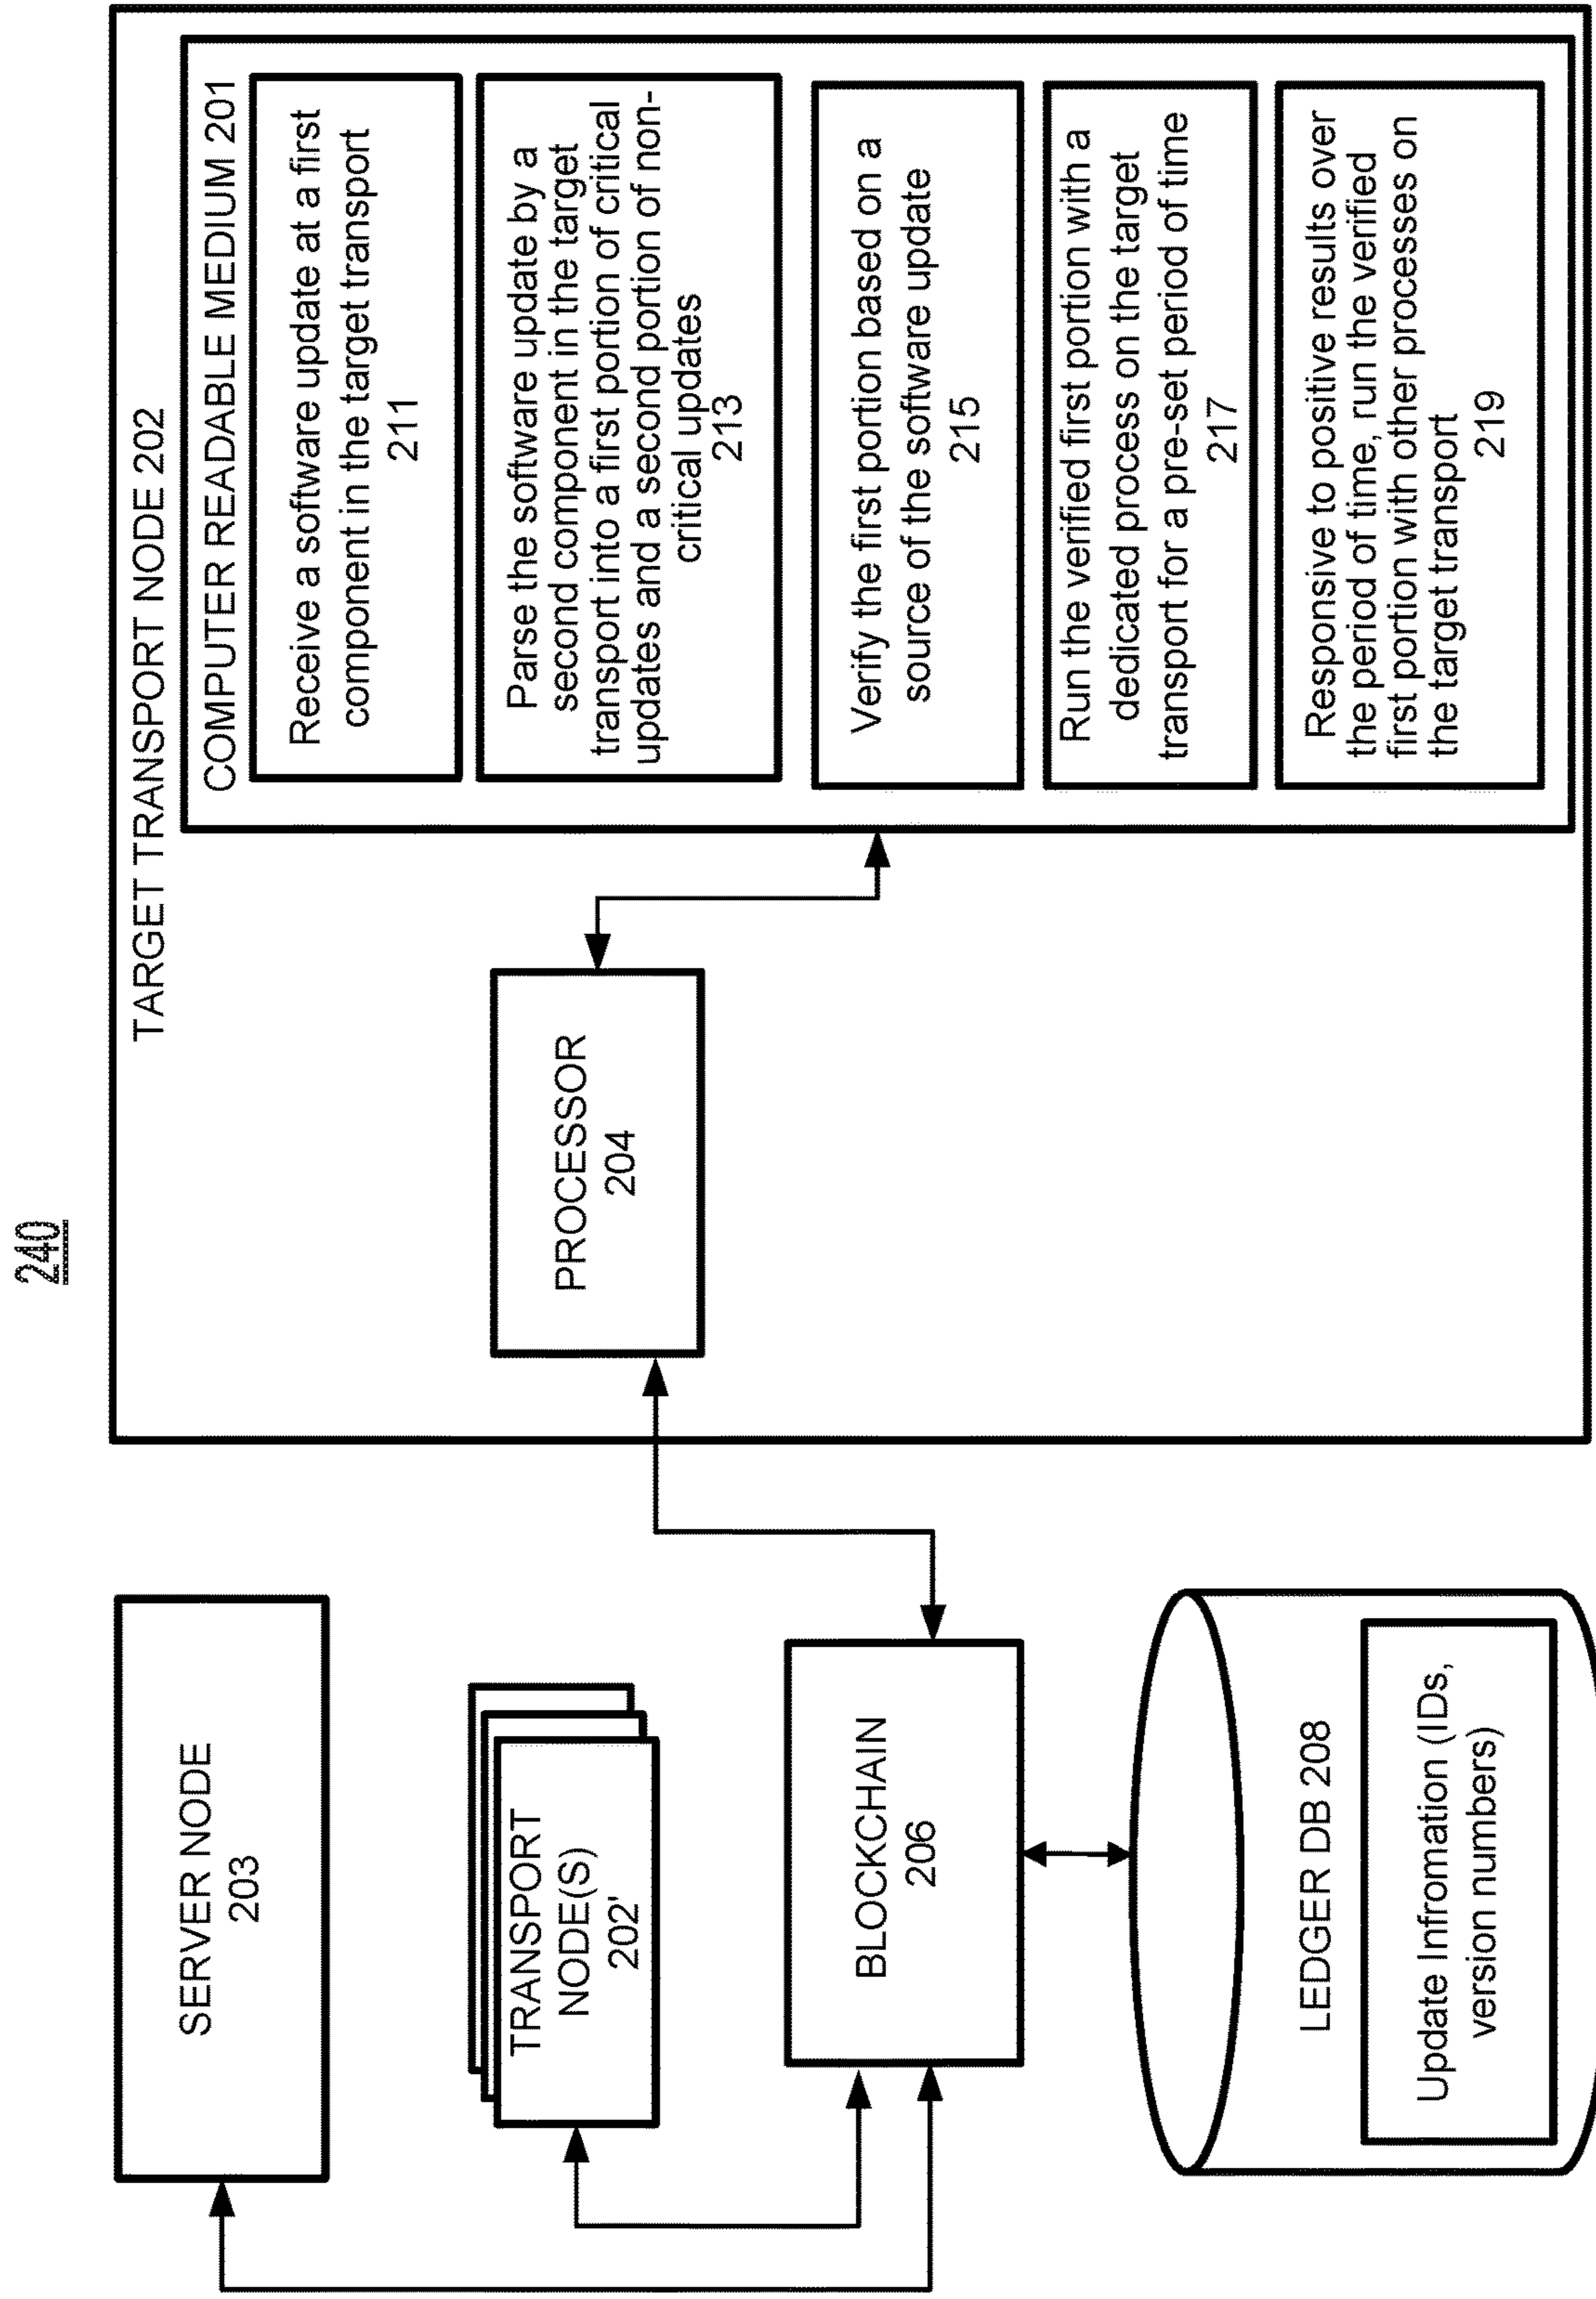 240
SERVER NODE
203
TRANSPORT
NODE(S)
202'
BLOCKCHAIN
206
LEDGER DB 208
Update Infromation (IDs,
version numbers)
TARGET TRANSPORT NODE 202
PROCESSOR
204
COMPUTER READABLE MEDIUM 201
Receive a software update at a first
component in the target transport
211
Parse the software update by a
second component in the target
transport into a first portion of critical
updates and a second portion of non-
critical updates
213
Verify the first portion based on a
source of the software update
215
Run the verified first portion with a
dedicated process on the target
transport for a pre-set period of time
217
Responsive to positive results over
the period of time, run the verified
first portion with other processes on
the target transport
219